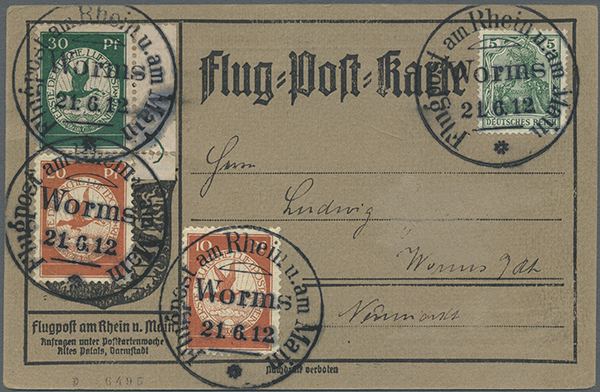 30 Pf
Flugpost am Rhein u. am Main
Worms
21.6.12
Flug=Post=Karte
5 5
DEUTSCHES REICH
Flugpost am Rhein u. am Main
Worms
21.6.12
Pf
Flugpost am Rhein u. am Main
Worms
21.6.12
Herrn
Ludwig
Worms a/Rh
Neumarkt
10
Flugpost am Rhein u. am Main
Worms
21.6.12
Flugpost am Rhein u. Main
Anfragen unter Postkartenwoche
Altes Palais, Darmstadt
Nachdruck verboten